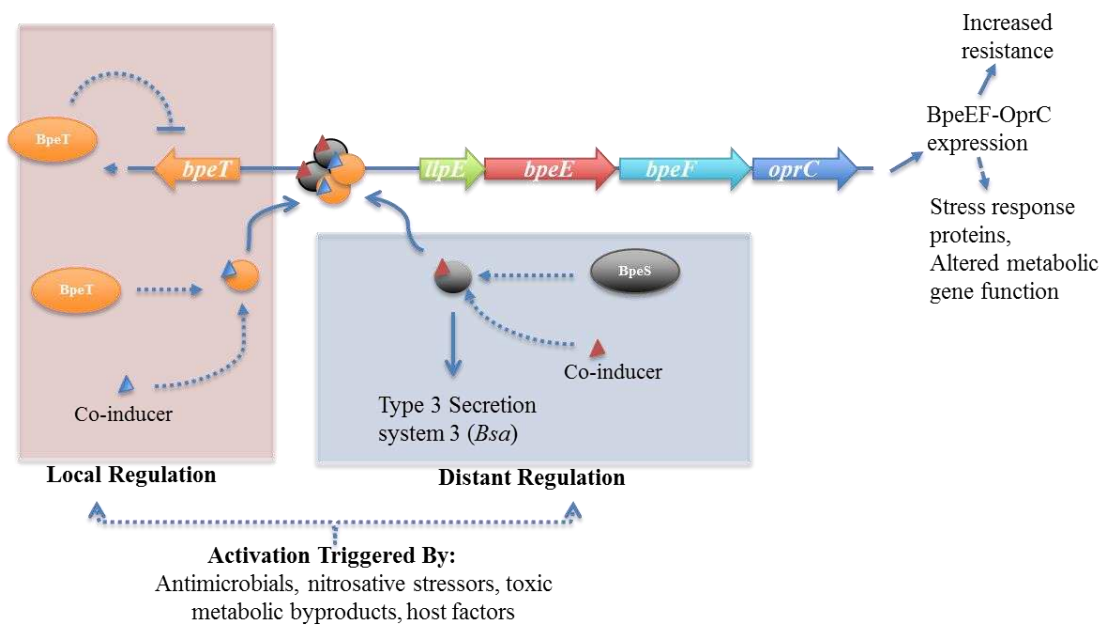 Increased
resistance
BpeT
BpeEF-OprC
expression
bpeT
llpE
bpeE
bpeF
oprC
Stress response
proteins,
Altered metabolic
gene function
BpeT
BpeS
Co-inducer
Co-inducer
Type 3 Secretion
system 3 (Bsa)
Local Regulation
Distant Regulation
Activation Triggered By:
Antimicrobials, nitrosative stressors, toxic
metabolic byproducts, host factors